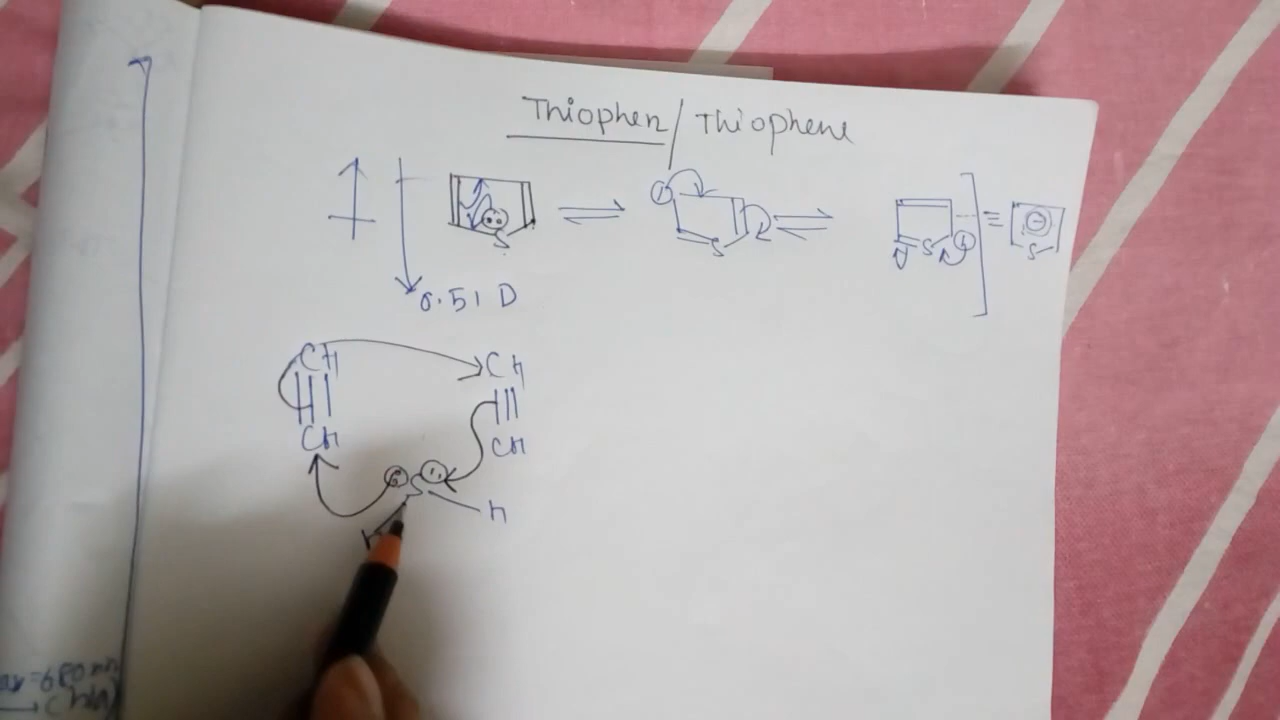 Thiophen / Thiophene
S ⇌ S ⇌ S ] ≡ S
0.51 D
CH CH
CH CH
S
H H